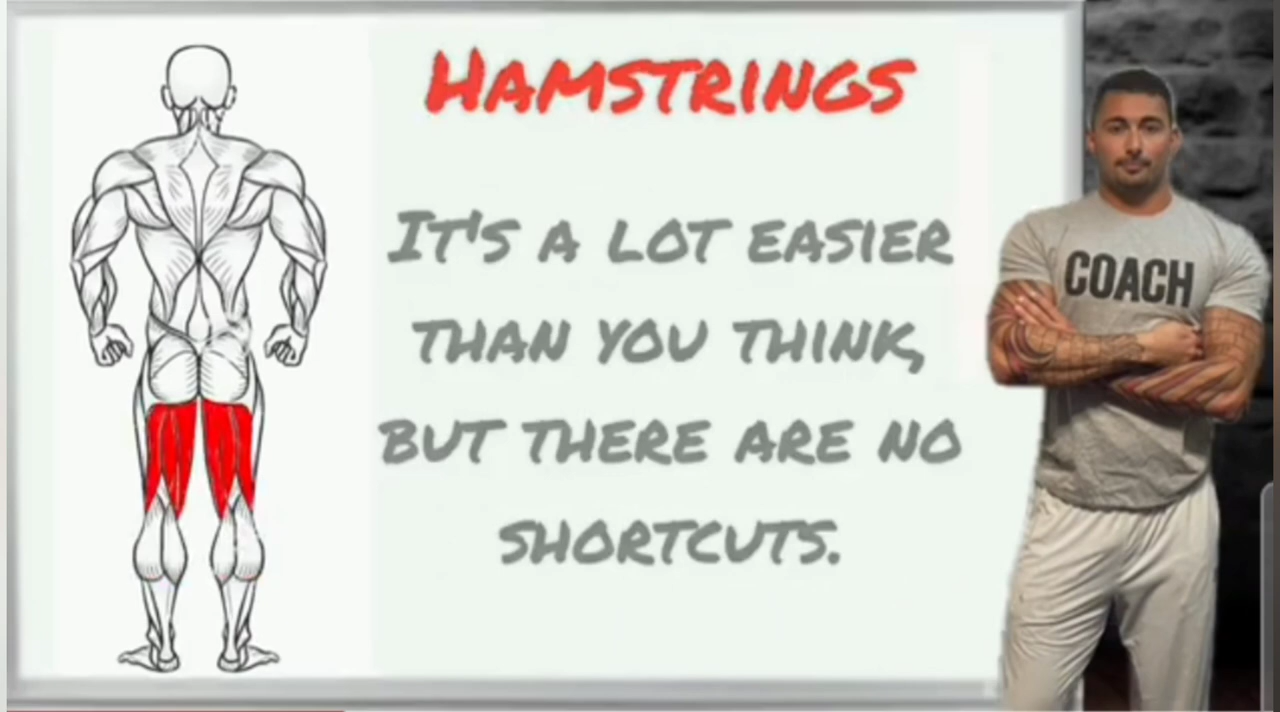 HAMSTRINGS
IT'S A LOT EASIER
THAN YOU THINK,
BUT THERE ARE NO
SHORTCUTS.
COACH